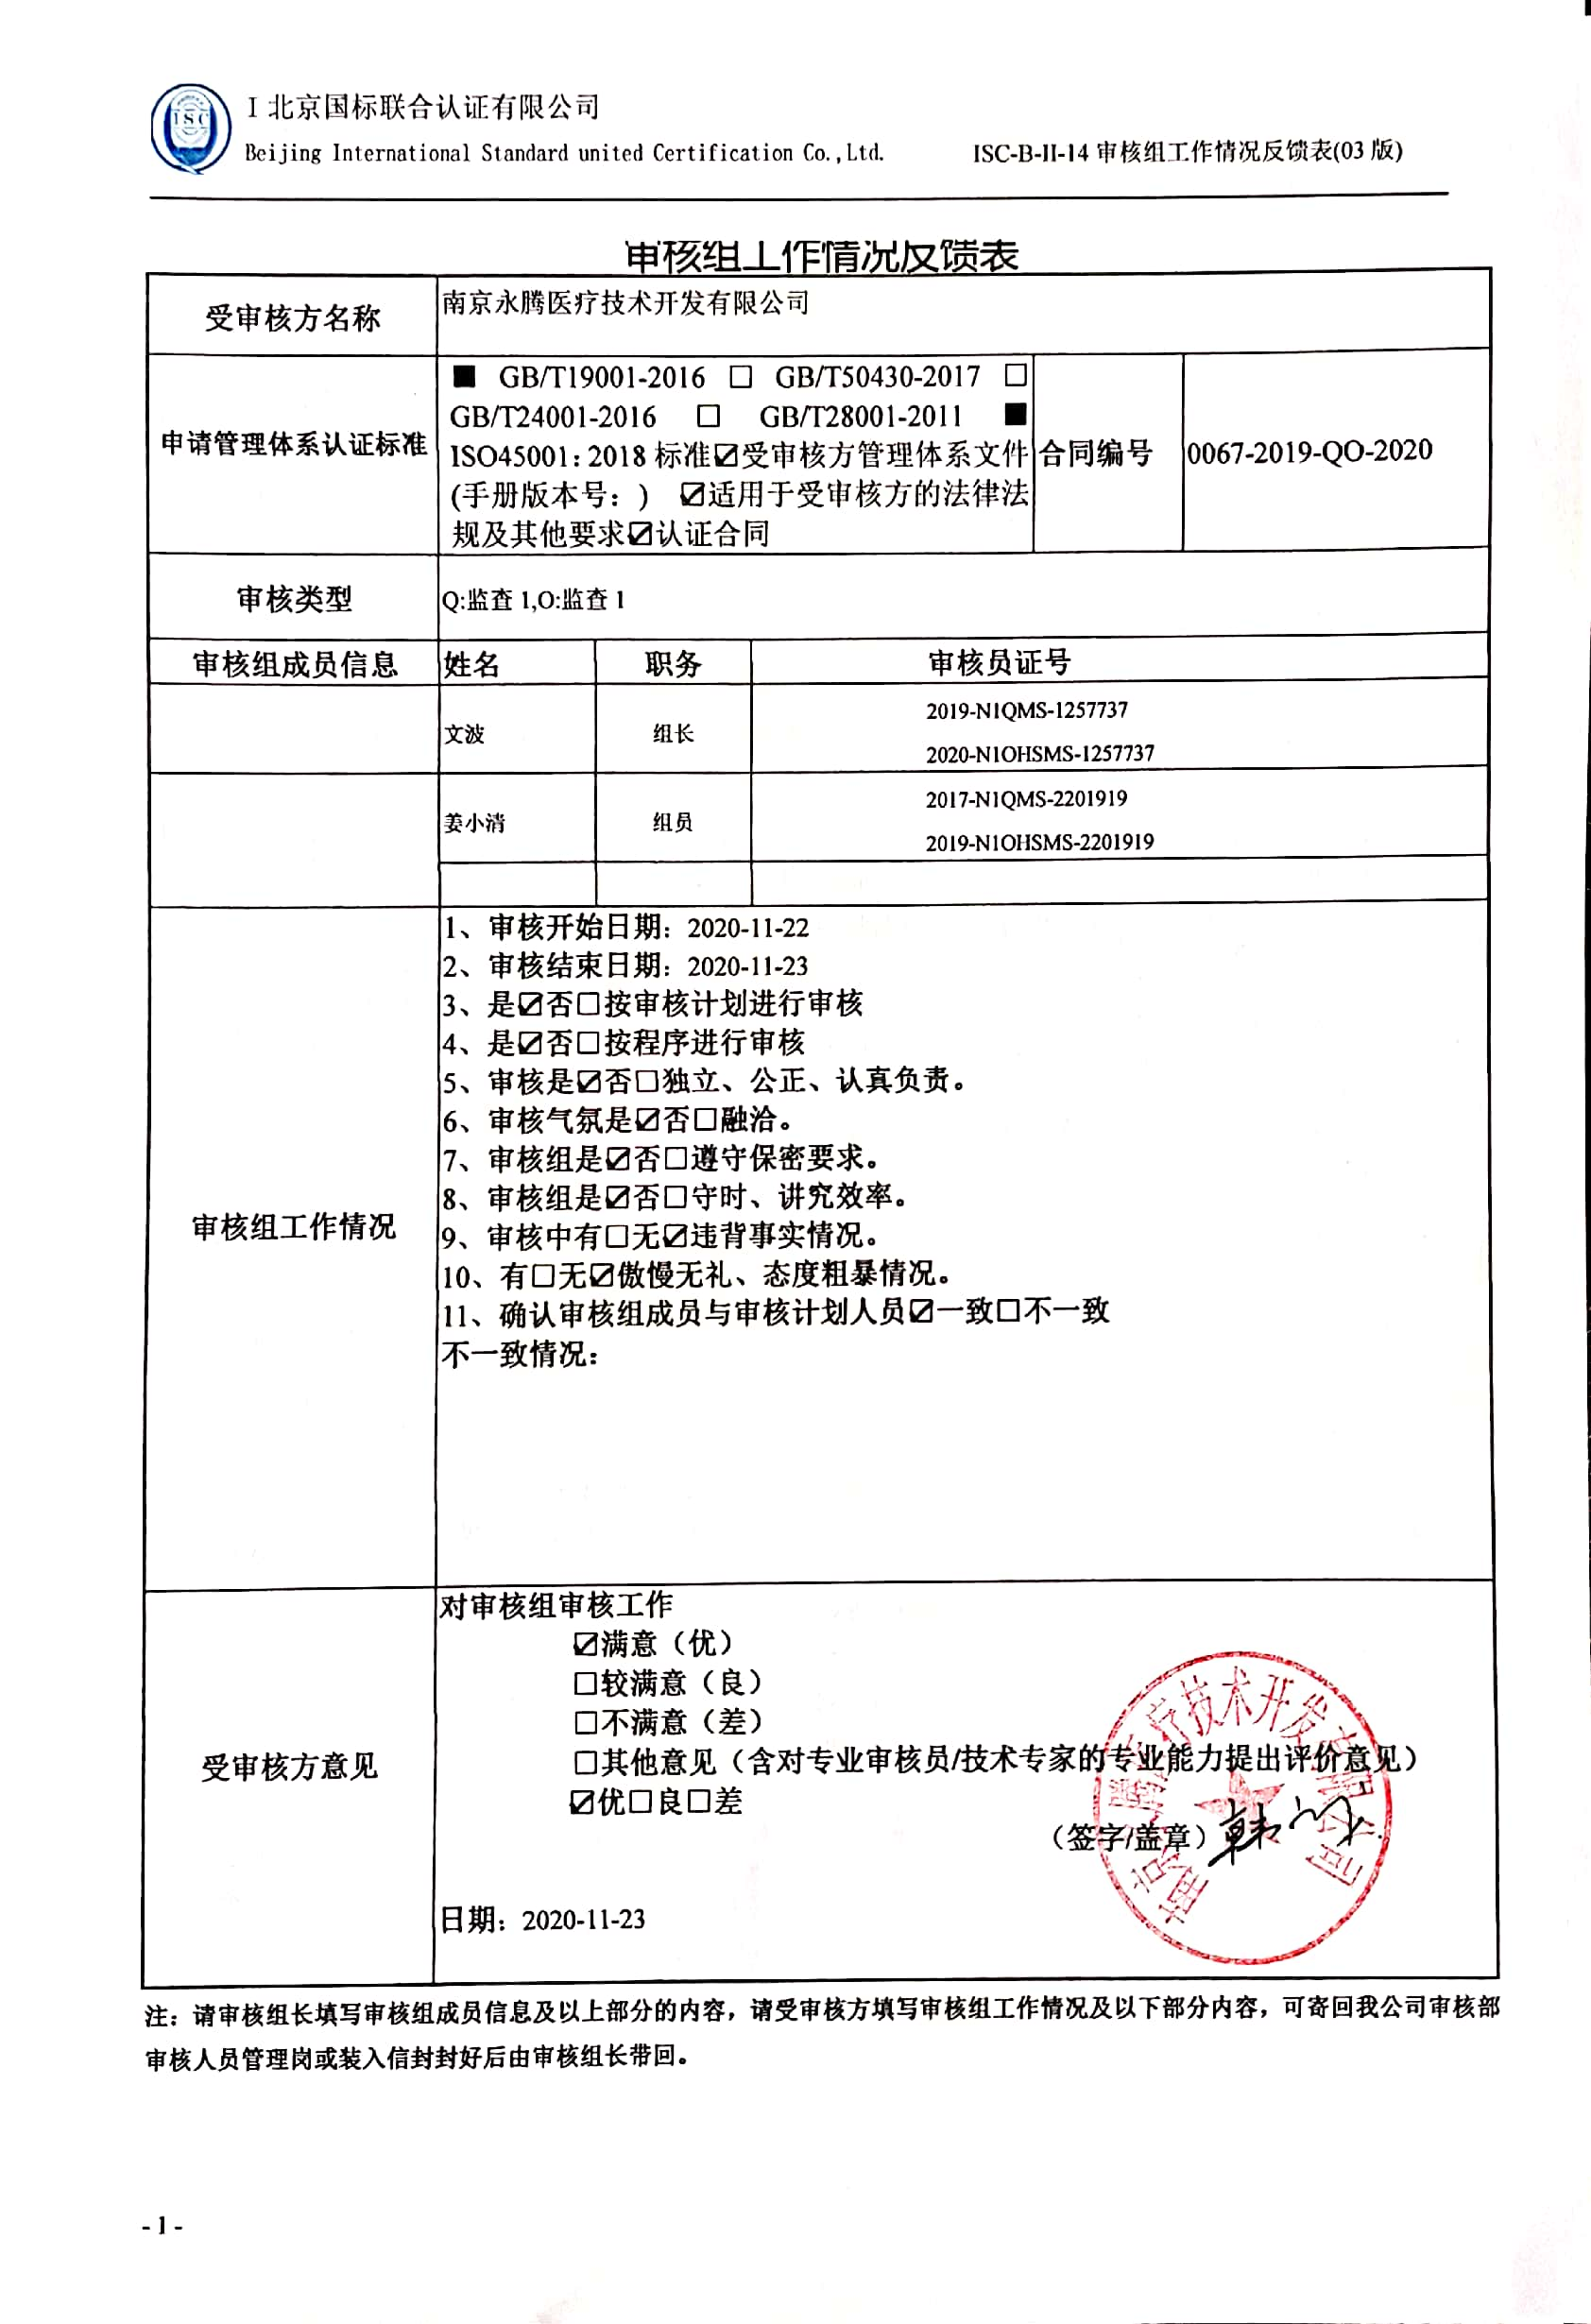 ISC
I 北京国标联合认证有限公司
Beijing International Standard united Certification Co.,Ltd.
ISC-B-II-14 审核组工作情况反馈表(03 版)
审核组工作情况反馈表
受审核方名称
南京永腾医疗技术开发有限公司
申请管理体系认证标准
■ GB/T19001-2016 □ GB/T50430-2017 □
GB/T24001-2016 □ GB/T28001-2011 ■
ISO45001:2018 标准☑受审核方管理体系文件
(手册版本号: ) ☑适用于受审核方的法律法
规及其他要求☑认证合同
合同编号
0067-2019-QO-2020
审核类型
Q:监查 1,O:监查 1
审核组成员信息 姓名 职务 审核员证号
文波 组长
2019-N1QMS-1257737
2020-N1OHSMS-1257737
姜小清 组员
2017-N1QMS-2201919
2019-N1OHSMS-2201919
审核组工作情况
1、审核开始日期: 2020-11-22
2、审核结束日期: 2020-11-23
3、是☑否□按审核计划进行审核
4、是☑否□按程序进行审核
5、审核是☑否□独立、公正、认真负责。
6、审核气氛是☑否□融洽。
7、审核组是☑否□遵守保密要求。
8、审核组是☑否□守时、讲究效率。
9、审核中有□无☑违背事实情况。
10、有□无☑傲慢无礼、态度粗暴情况。
11、确认审核组成员与审核计划人员☑一致□不一致
不一致情况:
受审核方意见
对审核组审核工作
☑满意（优）
□较满意（良）
□不满意（差）
□其他意见（含对专业审核员/技术专家的专业能力提出评价意见）
☑优□良□差
（签字/盖章）韩
南京永腾医疗技术开发有限公司
日期: 2020-11-23
注: 请审核组长填写审核组成员信息及以上部分的内容, 请受审核方填写审核组工作情况及以下部分内容, 可寄回我公司审核部
审核人员管理岗或装入信封封好后由审核组长带回。
- 1 -